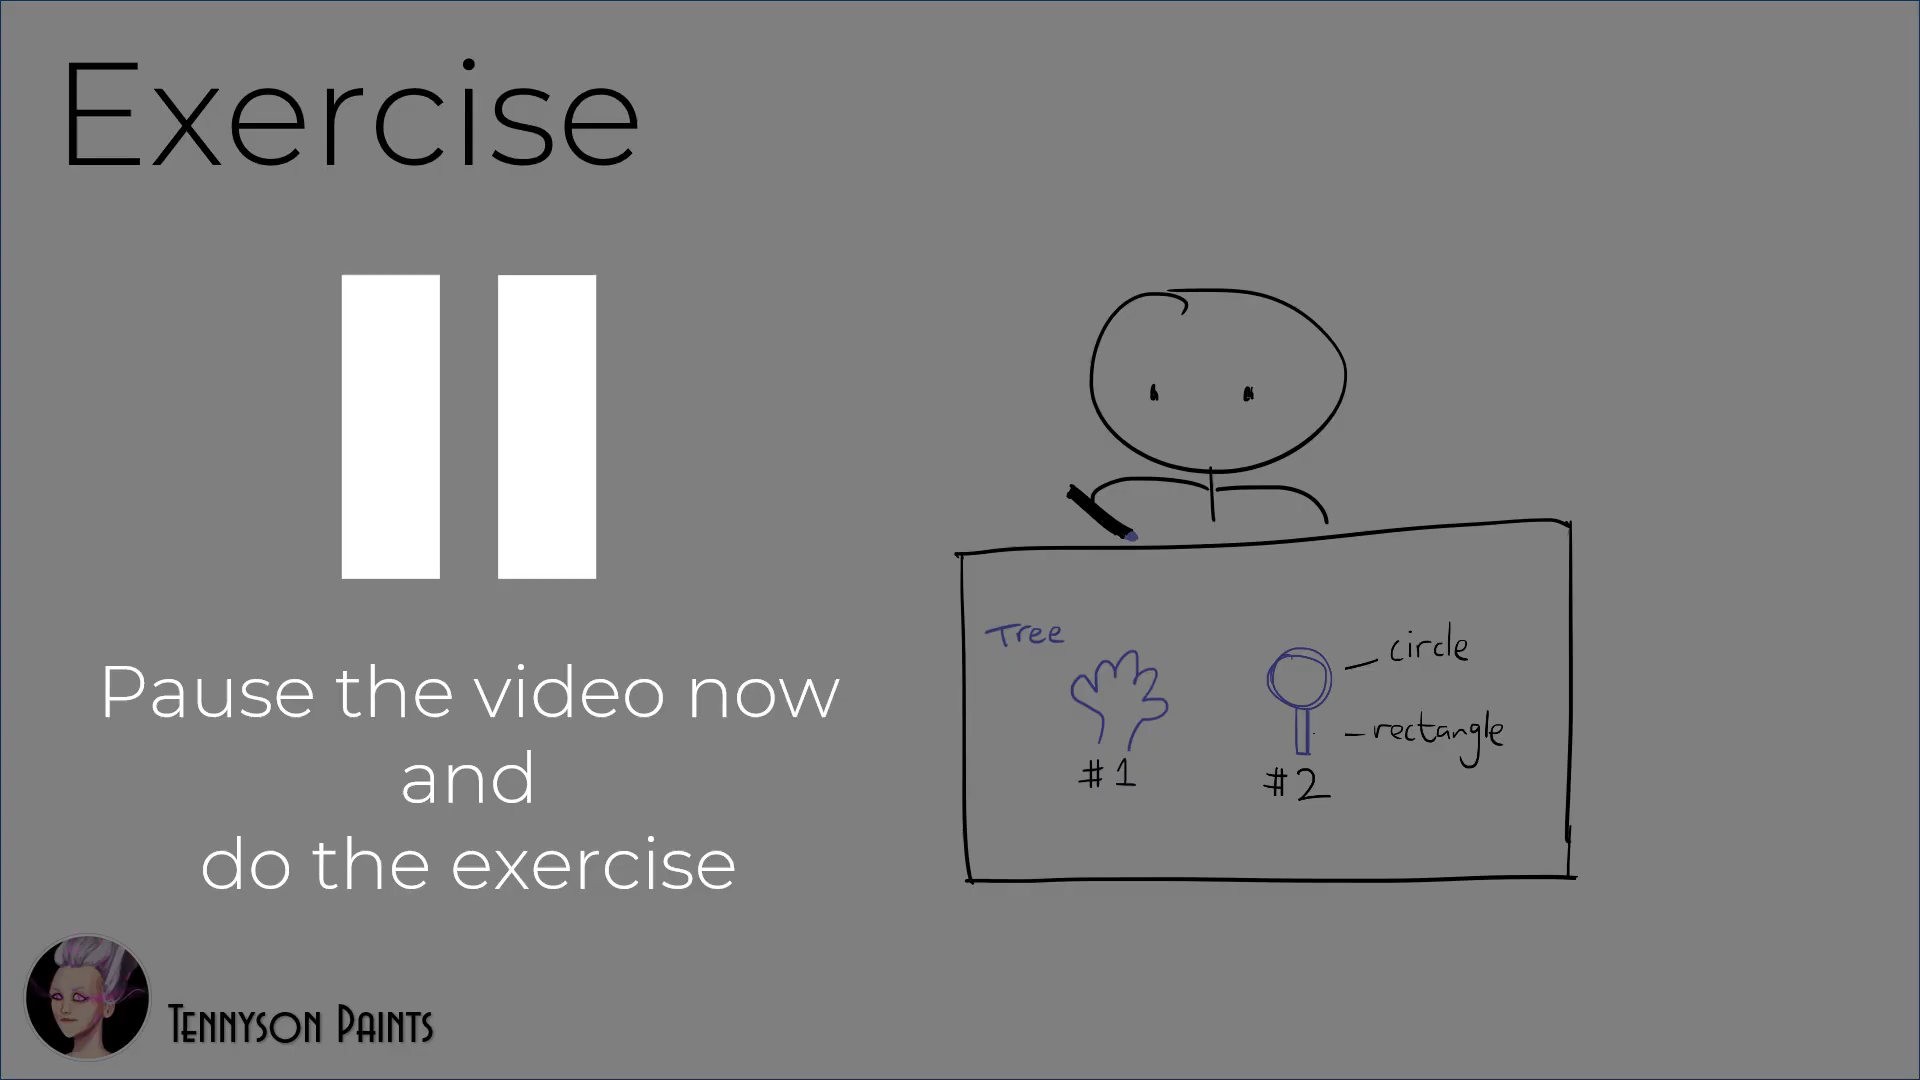 Exercise
Pause the video now
and
do the exercise
Tree
circle
rectangle
#1
#2
Tennyson Paints